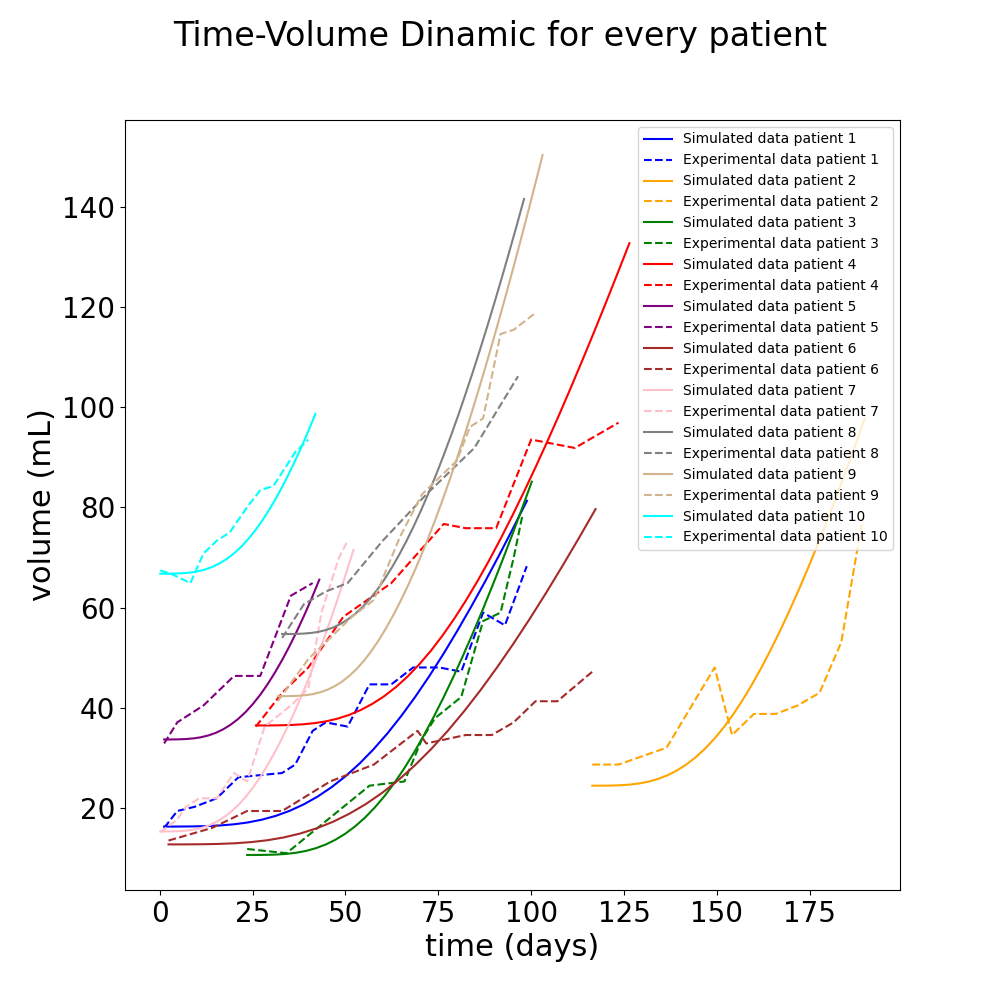 Time-Volume Dinamic for every patient
volume (mL)
140
120
100
80
60
40
20
Simulated data patient 1
Experimental data patient 1
Simulated data patient 2
Experimental data patient 2
Simulated data patient 3
Experimental data patient 3
Simulated data patient 4
Experimental data patient 4
Simulated data patient 5
Experimental data patient 5
Simulated data patient 6
Experimental data patient 6
Simulated data patient 7
Experimental data patient 7
Simulated data patient 8
Experimental data patient 8
Simulated data patient 9
Experimental data patient 9
Simulated data patient 10
Experimental data patient 10
0 25 50 75 100 125 150 175
time (days)